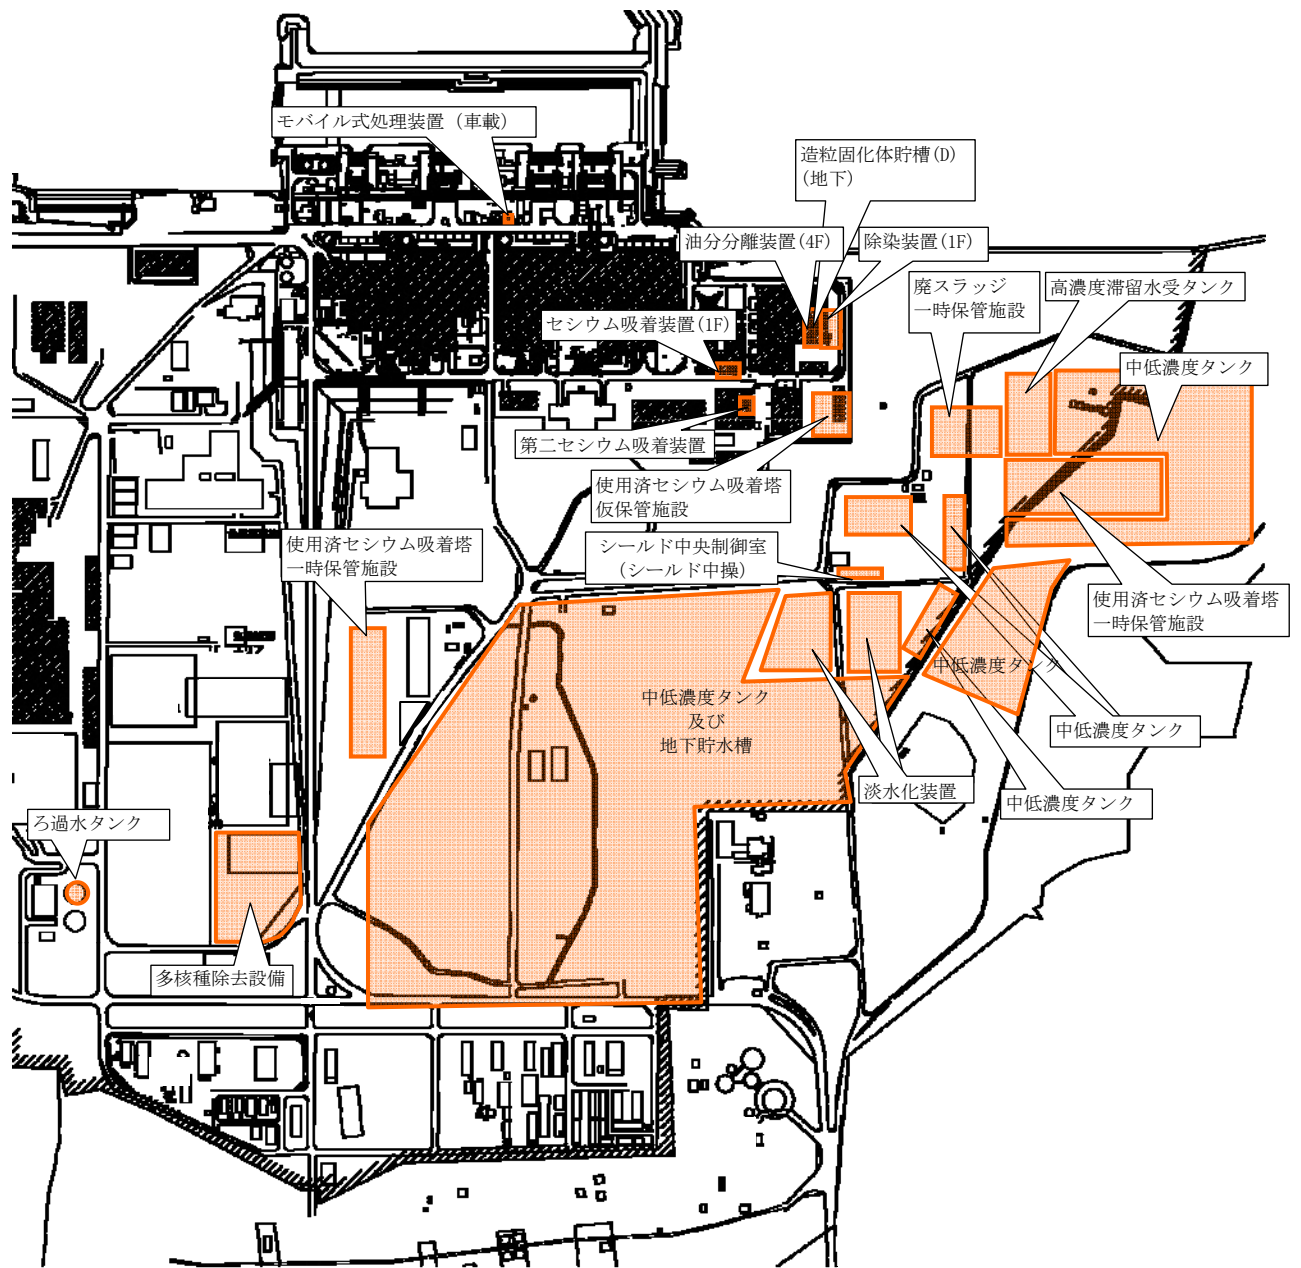 モバイル式処理装置（車載）
造粒固化体貯槽(D)
(地下)
油分分離装置(4F)
除染装置(1F)
廃スラッジ
一時保管施設
高濃度滞留水受タンク
セシウム吸着装置(1F)
中低濃度タンク
第二セシウム吸着装置
使用済セシウム吸着塔
仮保管施設
使用済セシウム吸着塔
一時保管施設
シールド中央制御室
（シールド中操）
使用済セシウム吸着塔
一時保管施設
中低濃度タンク
中低濃度タンク
及び
地下貯水槽
中低濃度タンク
淡水化装置
中低濃度タンク
ろ過水タンク
多核種除去設備